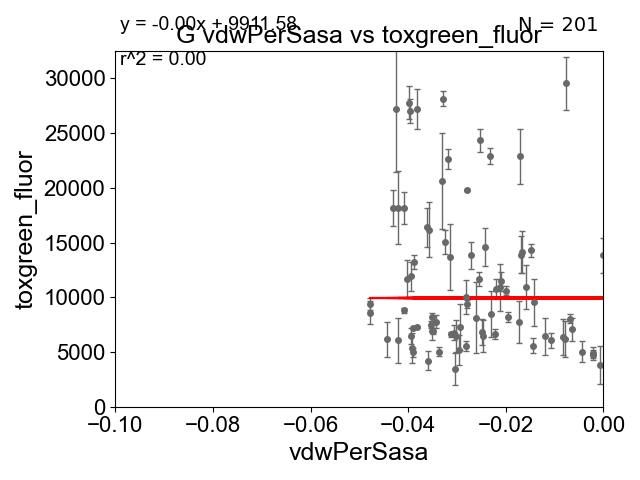 y = -0.00x + 9911.58
N = 201
G vdwPerSasa vs toxgreen_fluor
r^2 = 0.00
30000
25000
20000
15000
10000
5000
0
toxgreen_fluor
−0.10 −0.08 −0.06 −0.04 −0.02 0.00
vdwPerSasa